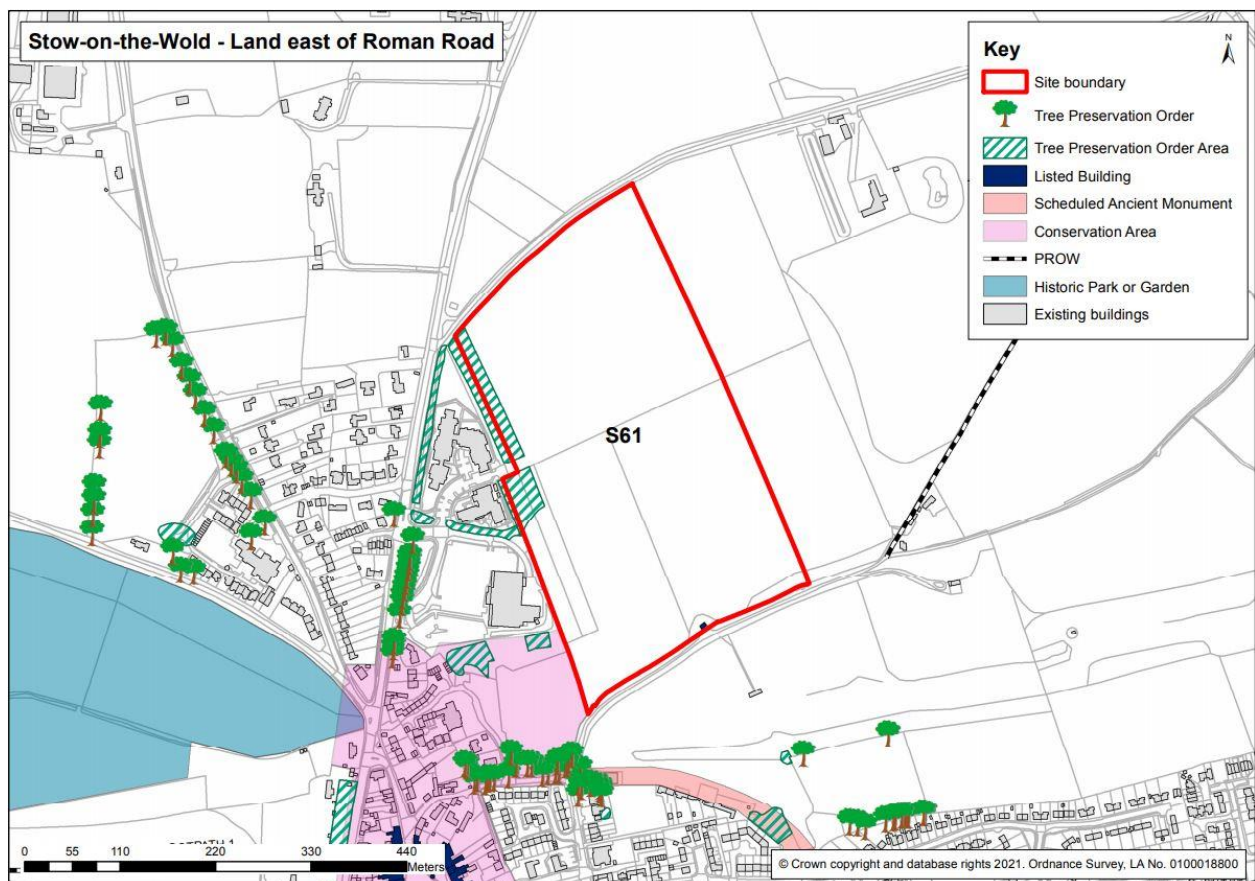 Stow-on-the-Wold - Land east of Roman Road
Key
N
Site boundary
Tree Preservation Order
Tree Preservation Order Area
Listed Building
Scheduled Ancient Monument
Conservation Area
PROW
Historic Park or Garden
Existing buildings
S61
0 55 110 220 330 440
Meters
© Crown copyright and database rights 2021. Ordnance Survey, LA No. 0100018800